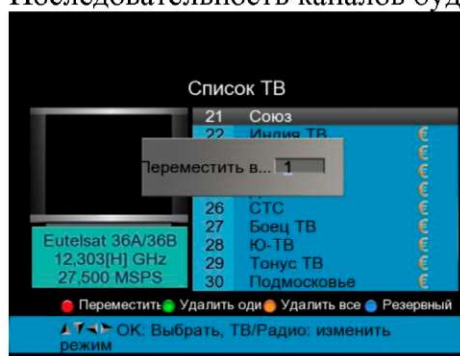 Последовательность каналов буд
Список ТВ
21 Союз
22 Индия ТВ €
Переместить в... 1
€
€
€
26 СТС €
27 Боец ТВ €
28 Ю-ТВ €
29 Тонус ТВ €
30 Подмосковье €
Eutelsat 36A/36B
12,303[H] GHz
27,500 MSPS
Переместить Удалить оди Удалить все Резервный
OK: Выбрать, ТВ/Радио: изменить
режим